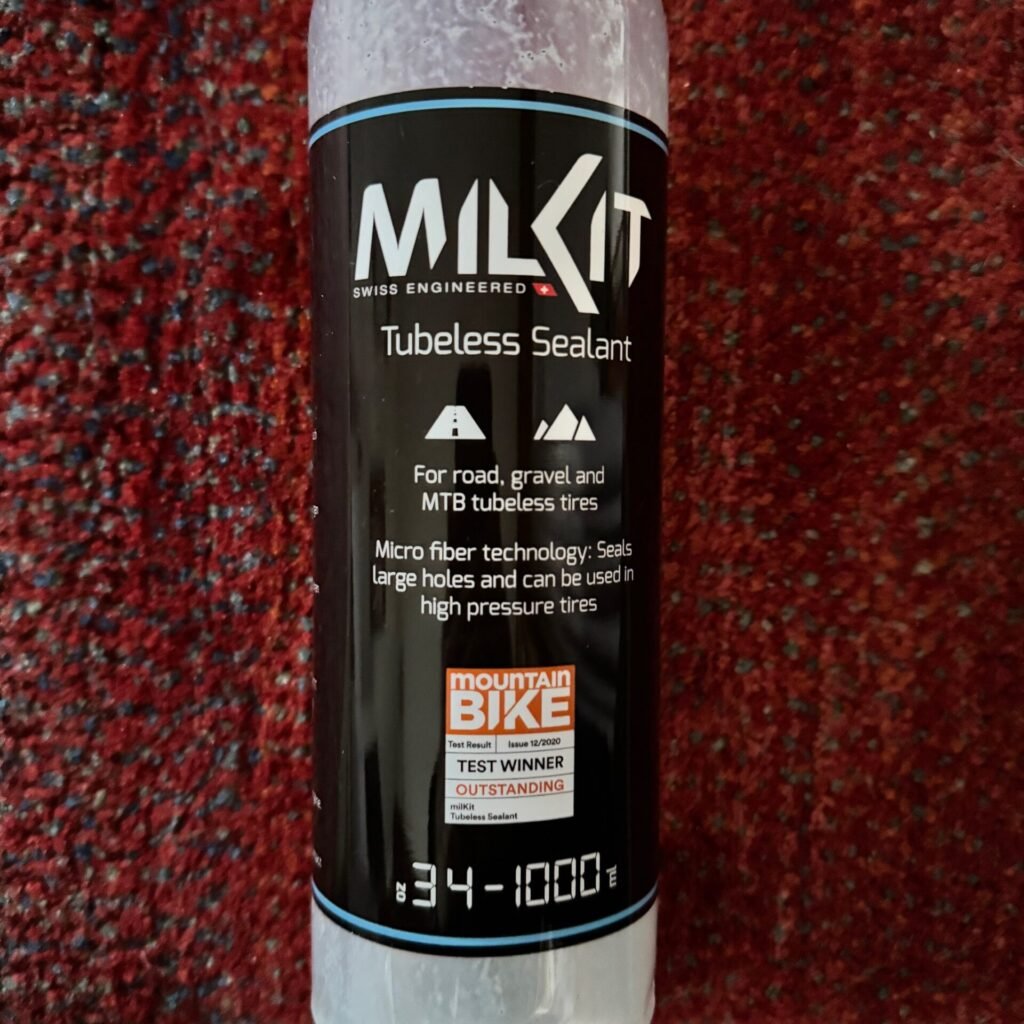 MILKIT
SWISS ENGINEERED
Tubeless Sealant
For road, gravel and
MTB tubeless tires
Micro fiber technology: Seals
large holes and can be used in
high pressure tires
mountain
BIKE
Test Result Issue 12/2020
TEST WINNER
OUTSTANDING
milKit
Tubeless Sealant
oz 34-1000 ml